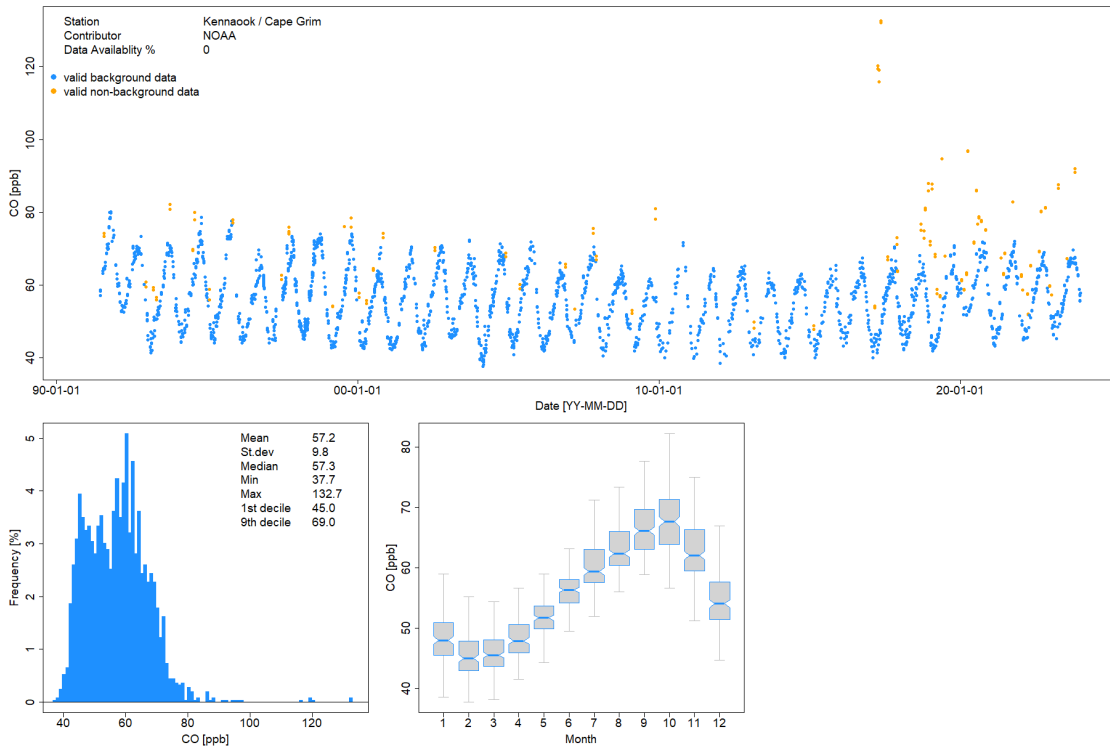 Station Kennaook / Cape Grim
Contributor NOAA
Data Availablity % 0
valid background data
valid non-background data
CO [ppb]
120
100
80
60
40
90-01-01 00-01-01 10-01-01 20-01-01
Date [YY-MM-DD]
Mean 57.2
St.dev 9.8
Median 57.3
Min 37.7
Max 132.7
1st decile 45.0
9th decile 69.0
Frequency [%]
5
4
3
2
1
0
40 60 80 100 120
CO [ppb]
CO [ppb]
80
70
60
50
40
1 2 3 4 5 6 7 8 9 10 11 12
Month